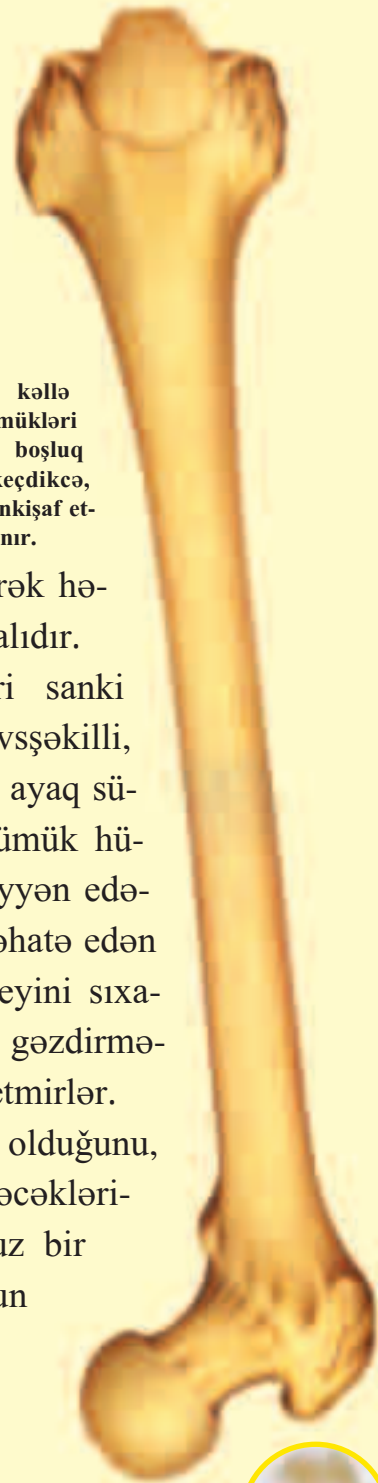 kəllə
mükləri
boşluq
keçdikcə,
nkişaf et-
nır.
rək hə-
alıdır.
ri sanki
vsşəkilli,
ayaq sü-
ümük hü-
yyən edə-
əhatə edən
eyini sıxa-
gəzdirmə-
etmirlər.
olduğunu,
əcəkləri-
uz bir
un